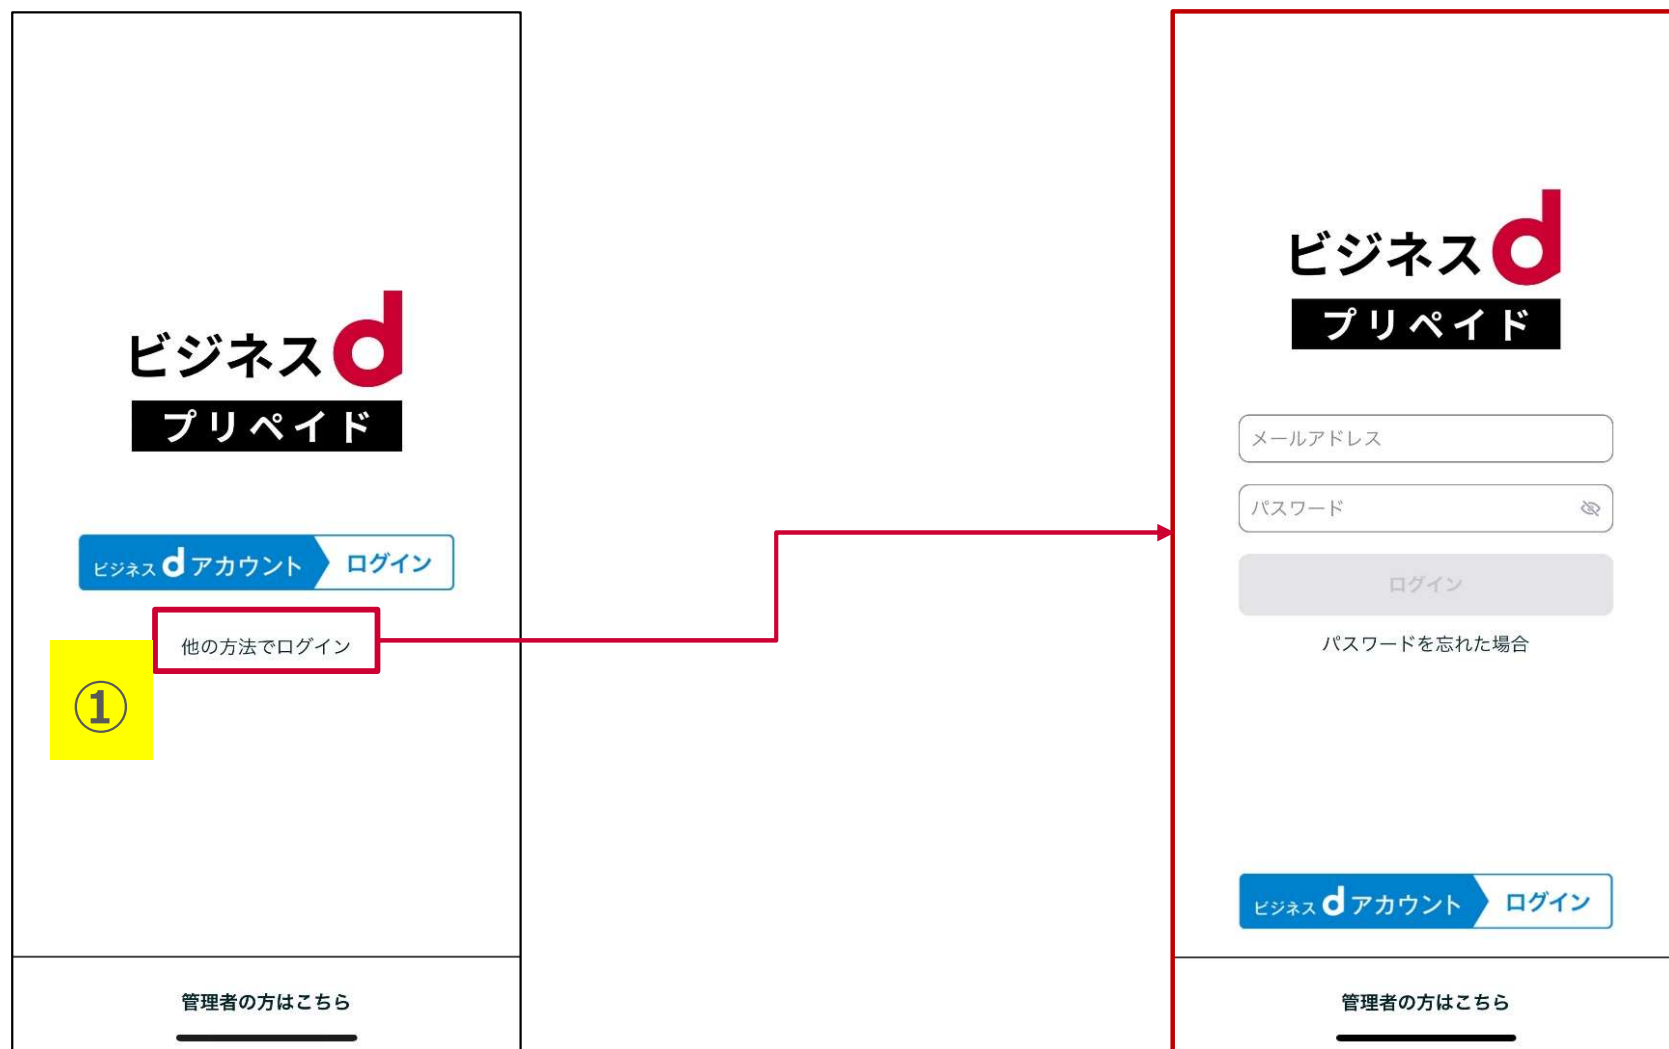 ビジネスd
プリペイド
ビジネスdアカウント ログイン
他の方法でログイン
①
管理者の方はこちら
ビジネスd
プリペイド
メールアドレス
パスワード
ログイン
パスワードを忘れた場合
ビジネスdアカウント ログイン
管理者の方はこちら